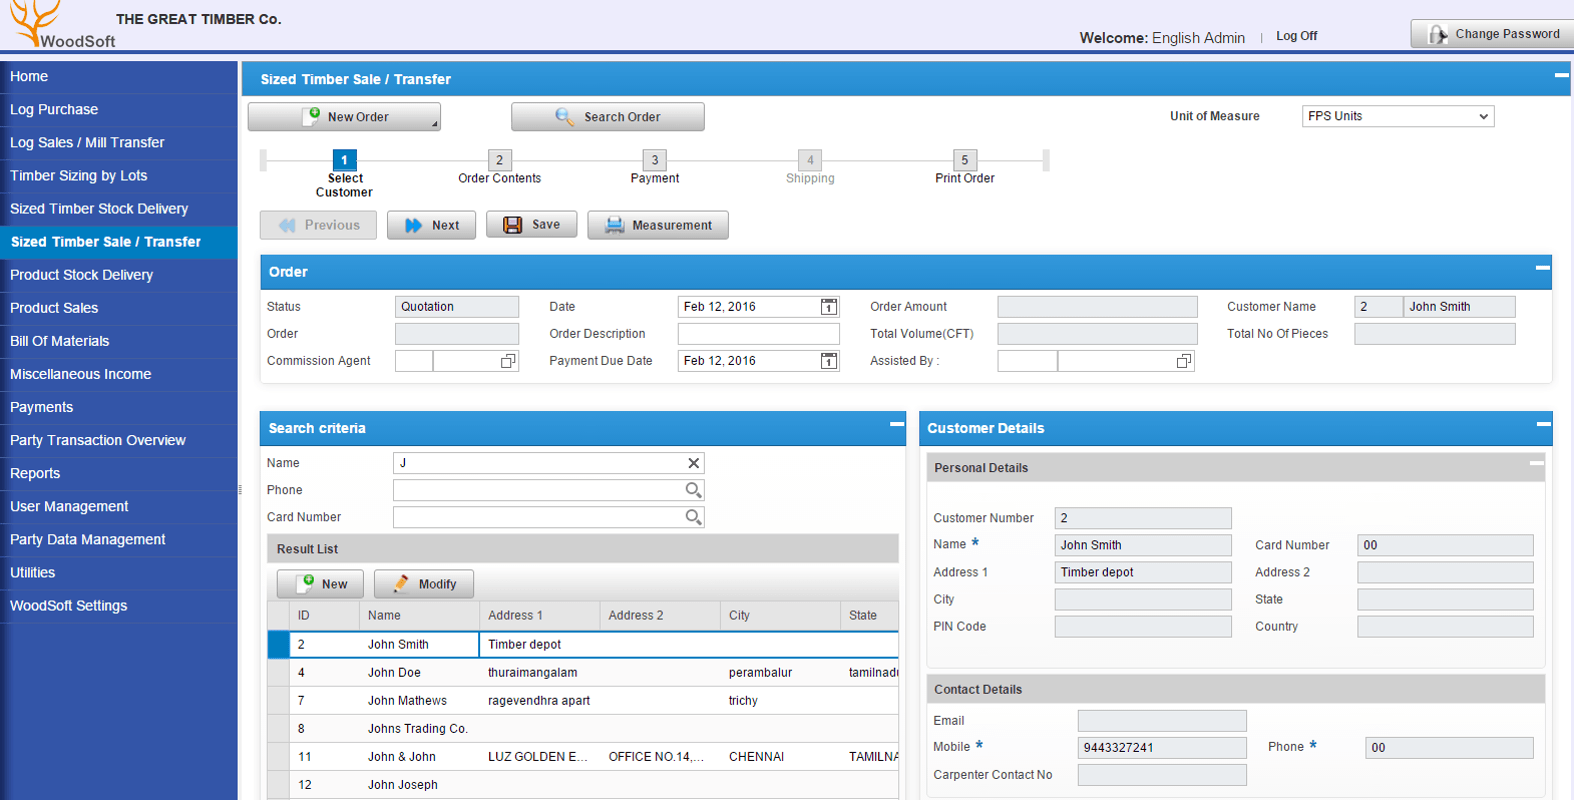 THE GREAT TIMBER Co.
WoodSoft
Welcome: English Admin | Log Off
Change Password
Home
Log Purchase
Log Sales / Mill Transfer
Timber Sizing by Lots
Sized Timber Stock Delivery
Sized Timber Sale / Transfer
Product Stock Delivery
Product Sales
Bill Of Materials
Miscellaneous Income
Payments
Party Transaction Overview
Reports
User Management
Party Data Management
Utilities
WoodSoft Settings
Sized Timber Sale / Transfer
New Order
Search Order
Unit of Measure FPS Units
1 2 3 4 5
Select Customer
Order Contents
Payment
Shipping
Print Order
Previous
Next
Save
Measurement
Order
Status Quotation Date Feb 12, 2016 Order Amount Customer Name 2 John Smith
Order Order Description Total Volume(CFT) Total No Of Pieces
Commission Agent Payment Due Date Feb 12, 2016 Assisted By :
Search criteria
Name J
Phone
Card Number
Result List
New
Modify
ID Name Address 1 Address 2 City State
2 John Smith Timber depot
4 John Doe thuraimangalam perambalur tamilnadu
7 John Mathews ragevendhra apart trichy
8 Johns Trading Co.
11 John & John LUZ GOLDEN E... OFFICE NO.14,... CHENNAI TAMILNA
12 John Joseph
Customer Details
Personal Details
Customer Number 2
Name * John Smith Card Number 00
Address 1 Timber depot Address 2
City State
PIN Code Country
Contact Details
Email
Mobile * 9443327241 Phone * 00
Carpenter Contact No